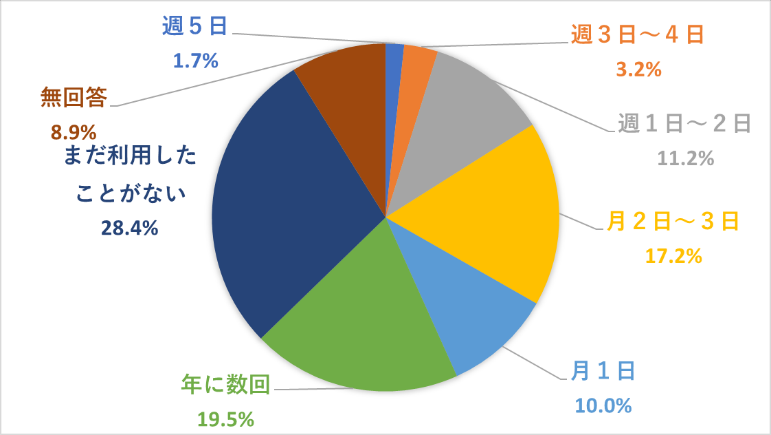 週５日
1.7%
週３日～４日
3.2%
週１日～２日
11.2%
月２日～３日
17.2%
月１日
10.0%
年に数回
19.5%
まだ利用した
ことがない
28.4%
無回答
8.9%